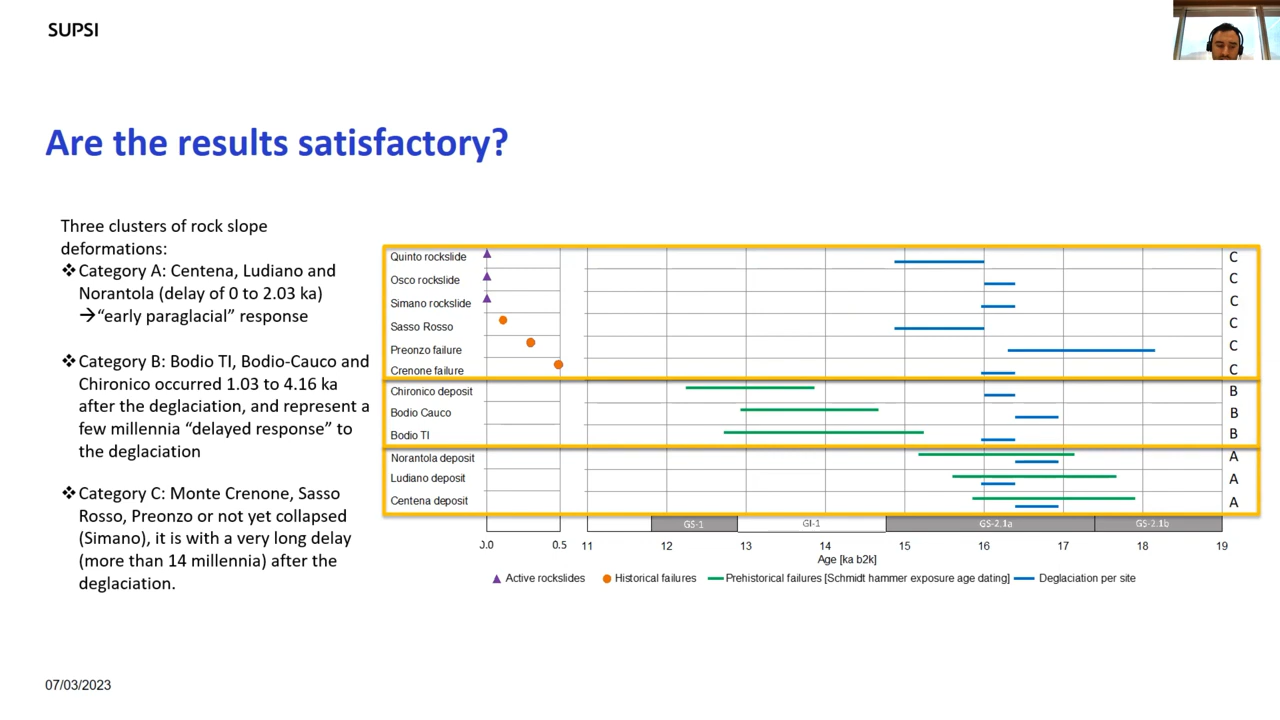 SUPSI
Are the results satisfactory?
Three clusters of rock slope
deformations:
❖Category A: Centena, Ludiano and
Norantola (delay of 0 to 2.03 ka)
→“early paraglacial” response
❖Category B: Bodio TI, Bodio-Cauco and
Chironico occurred 1.03 to 4.16 ka
after the deglaciation, and represent a
few millennia “delayed response” to
the deglaciation
❖Category C: Monte Crenone, Sasso
Rosso, Preonzo or not yet collapsed
(Simano), it is with a very long delay
(more than 14 millennia) after the
deglaciation.
Quinto rockslide C
Osco rockslide C
Simano rockslide C
Sasso Rosso C
Preonzo failure C
Crenone failure C
Chironico deposit B
Bodio Cauco B
Bodio TI B
Norantola deposit A
Ludiano deposit A
Centena deposit A
GS-1 GI-1 GS-2.1a GS-2.1b
0.0 0.5 11 12 13 14 15 16 17 18 19
Age [ka b2k]
Active rockslides Historical failures Prehistorical failures [Schmidt hammer exposure age dating] Deglaciation per site
07/03/2023